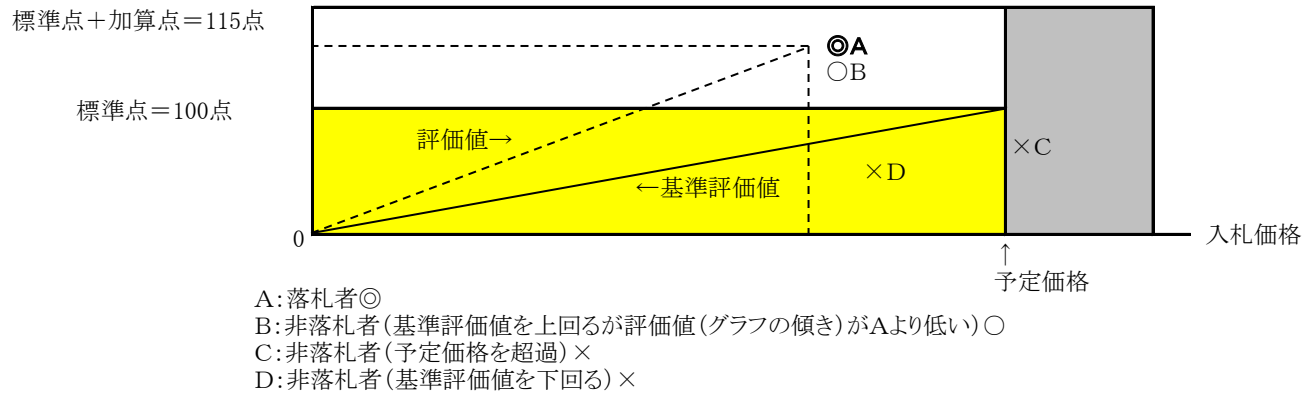 標準点＋加算点＝115点
◎A
○B
標準点＝100点
評価値→
×C
×D
←基準評価値
0
入札価格
↑
予定価格
A：落札者◎
B：非落札者（基準評価値を上回るが評価値（グラフの傾き）がAより低い）○
C：非落札者（予定価格を超過）×
D：非落札者（基準評価値を下回る）×